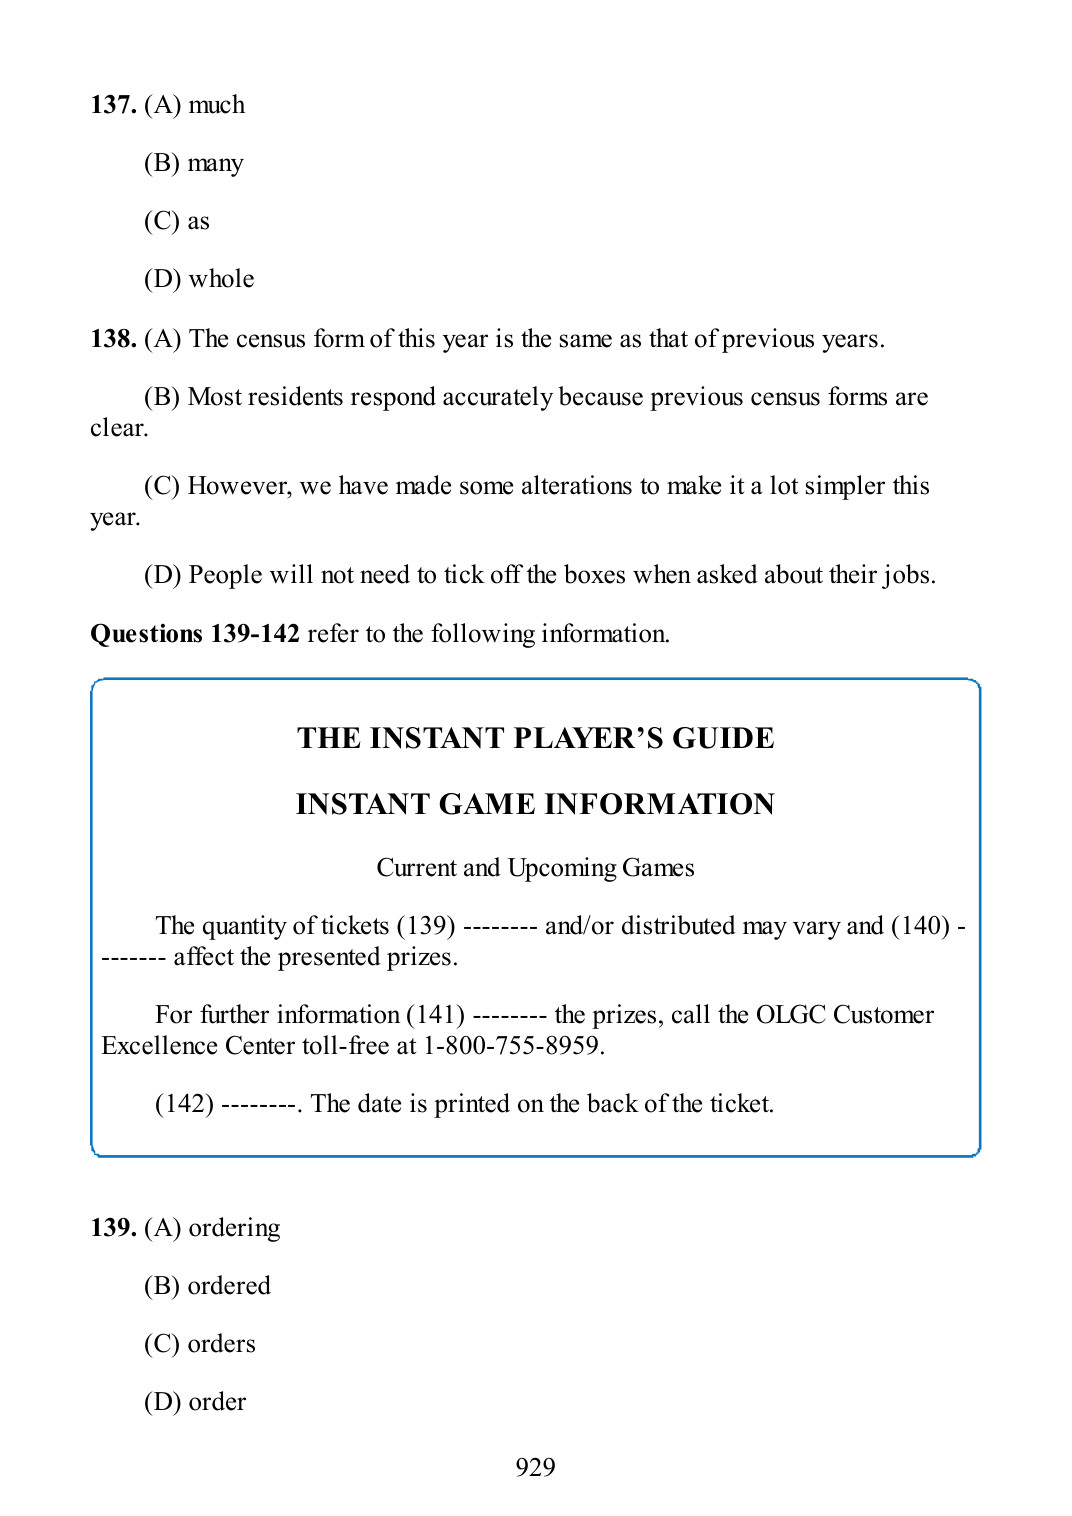 137. (A) much
(B) many
(C) as
(D) whole
138. (A) The census form of this year is the same as that of previous years.
(B) Most residents respond accurately because previous census forms are
clear.
(C) However, we have made some alterations to make it a lot simpler this
year.
(D) People will not need to tick off the boxes when asked about their jobs.
Questions 139-142 refer to the following information.
THE INSTANT PLAYER’S GUIDE
INSTANT GAME INFORMATION
Current and Upcoming Games
The quantity of tickets (139) -------- and/or distributed may vary and (140) -
------- affect the presented prizes.
For further information (141) -------- the prizes, call the OLGC Customer
Excellence Center toll-free at 1-800-755-8959.
(142) --------. The date is printed on the back of the ticket.
139. (A) ordering
(B) ordered
(C) orders
(D) order
929